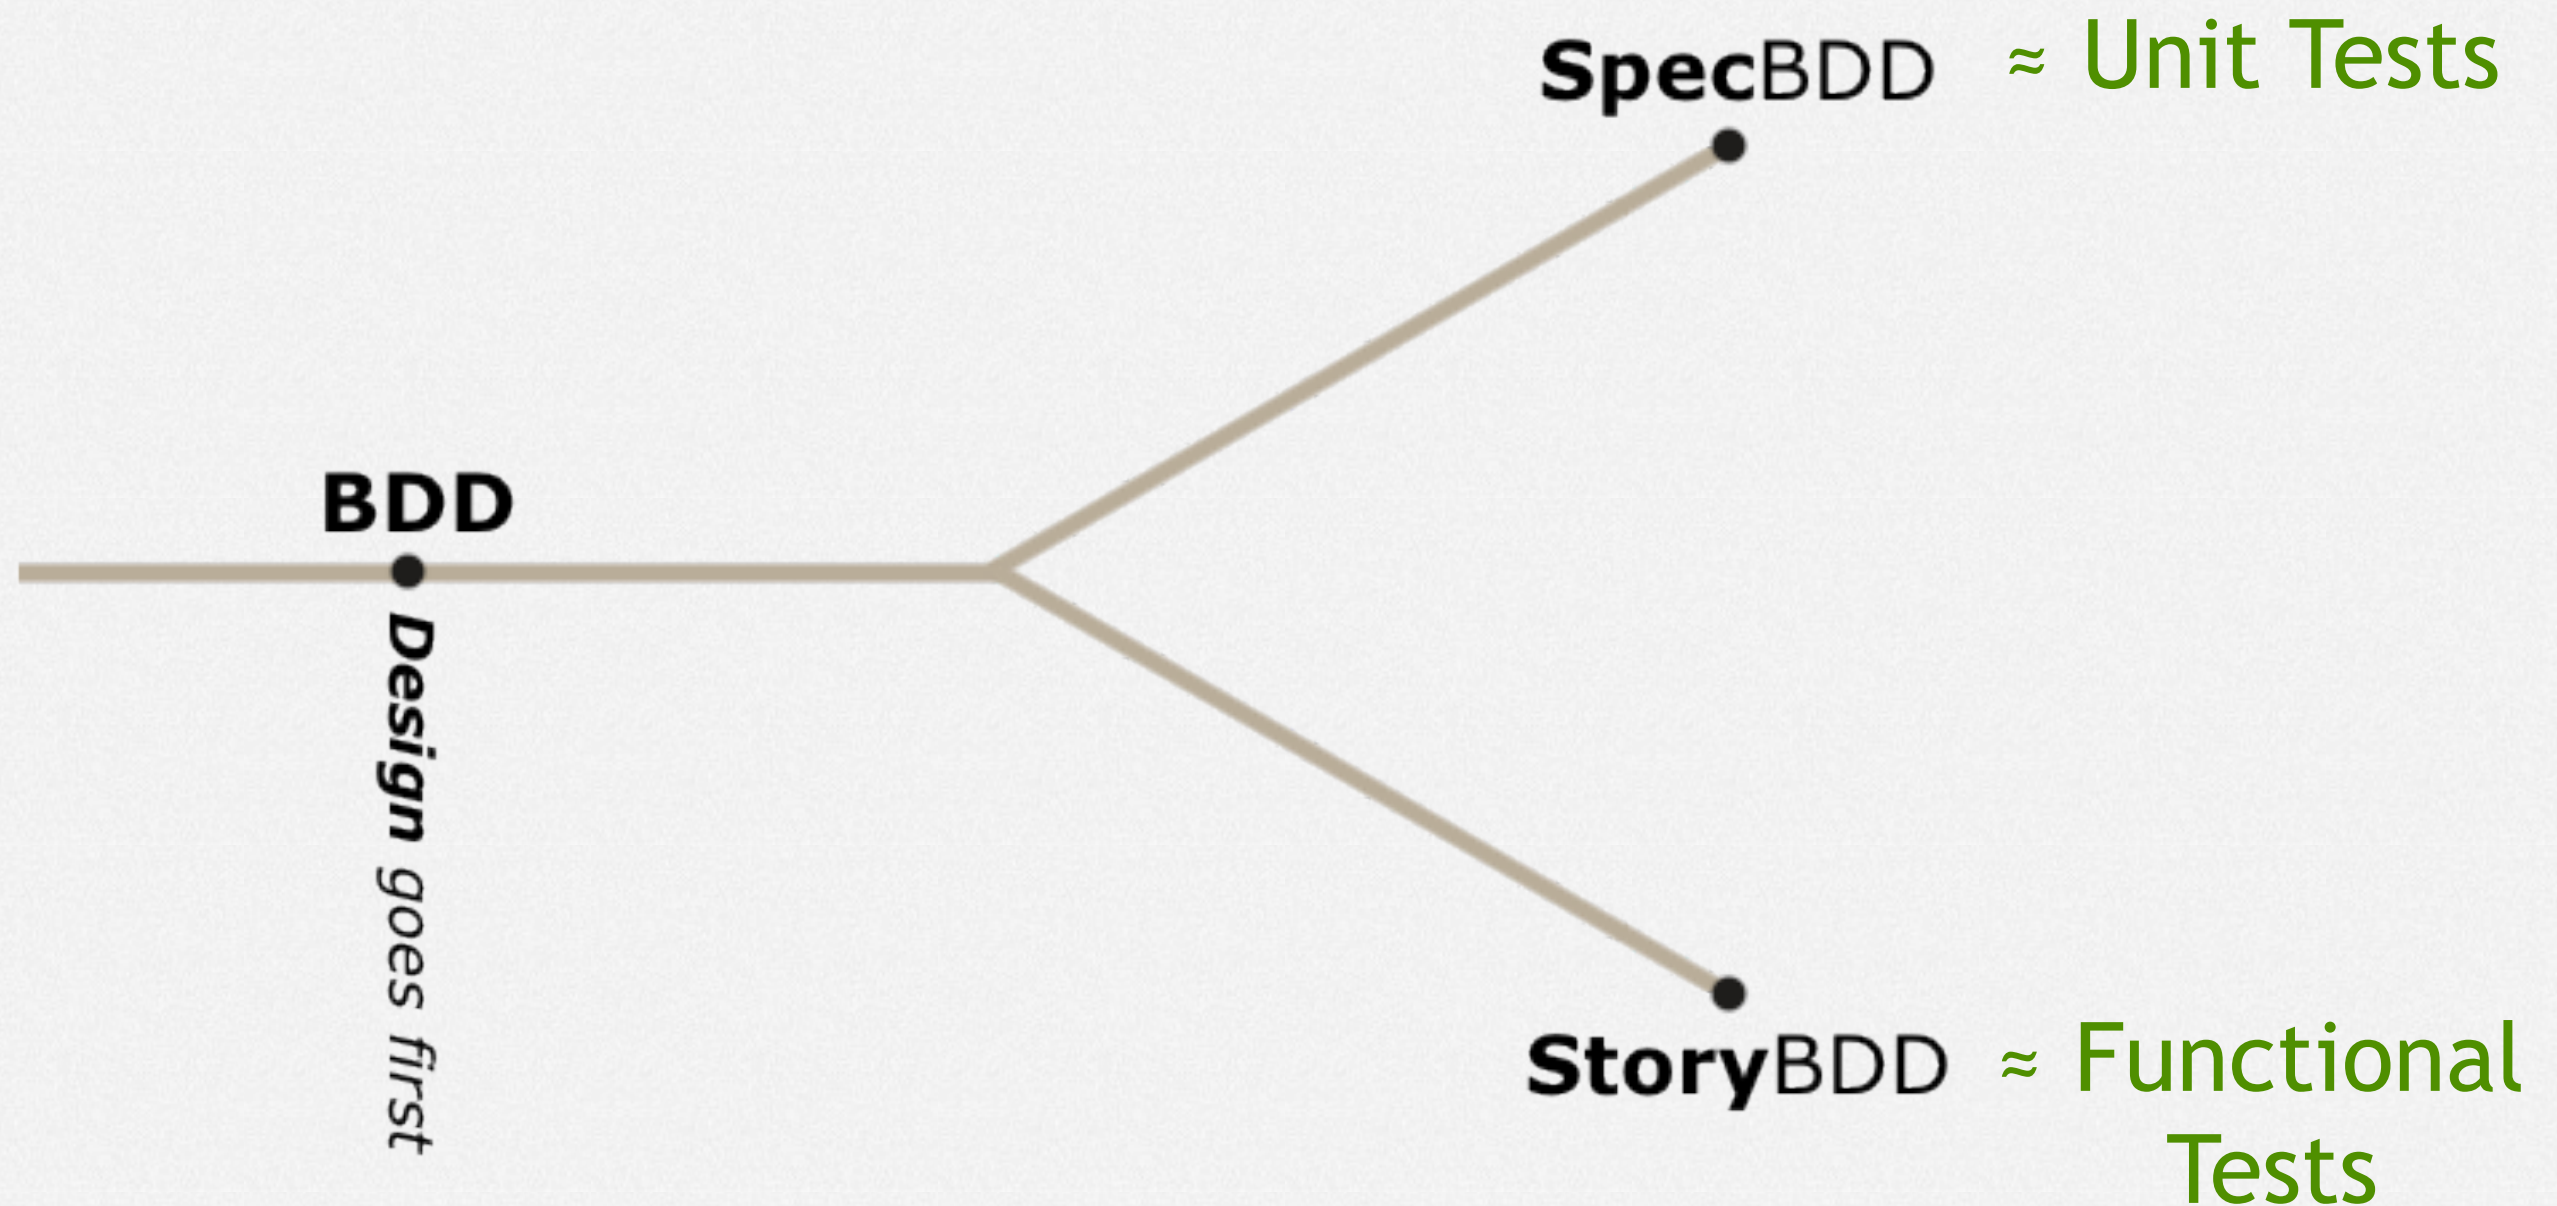 SpecBDD ≈ Unit Tests
BDD
Design goes first
StoryBDD ≈ Functional
Tests